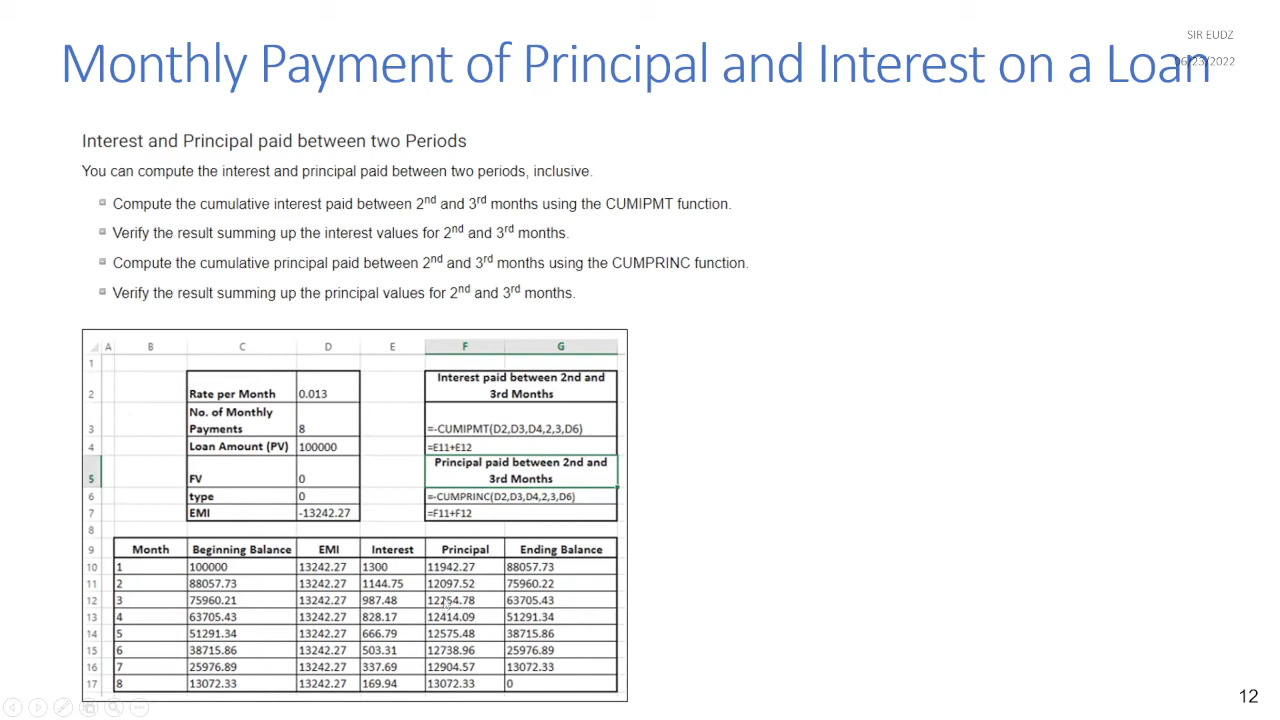 SIR EUDZ
Monthly Payment of Principal and Interest on a Loan
06/23/2022
Interest and Principal paid between two Periods
You can compute the interest and principal paid between two periods, inclusive.
Compute the cumulative interest paid between 2nd and 3rd months using the CUMIPMT function.
Verify the result summing up the interest values for 2nd and 3rd months.
Compute the cumulative principal paid between 2nd and 3rd months using the CUMPRINC function.
Verify the result summing up the principal values for 2nd and 3rd months.
A B C D E F G
1
2 Rate per Month 0.013 Interest paid between 2nd and
3rd Months
3 No. of Monthly
Payments 8 =-CUMIPMT(D2,D3,D4,2,3,D6)
4 Loan Amount (PV) 100000 =E11+E12
5 FV 0 Principal paid between 2nd and
3rd Months
6 type 0 =-CUMPRINC(D2,D3,D4,2,3,D6)
7 EMI -13242.27 =F11+F12
8
9 Month Beginning Balance EMI Interest Principal Ending Balance
10 1 100000 13242.27 1300 11942.27 88057.73
11 2 88057.73 13242.27 1144.75 12097.52 75960.22
12 3 75960.21 13242.27 987.48 12254.78 63705.43
13 4 63705.43 13242.27 828.17 12414.09 51291.34
14 5 51291.34 13242.27 666.79 12575.48 38715.86
15 6 38715.86 13242.27 503.31 12738.96 25976.89
16 7 25976.89 13242.27 337.69 12904.57 13072.33
17 8 13072.33 13242.27 169.94 13072.33 0
12